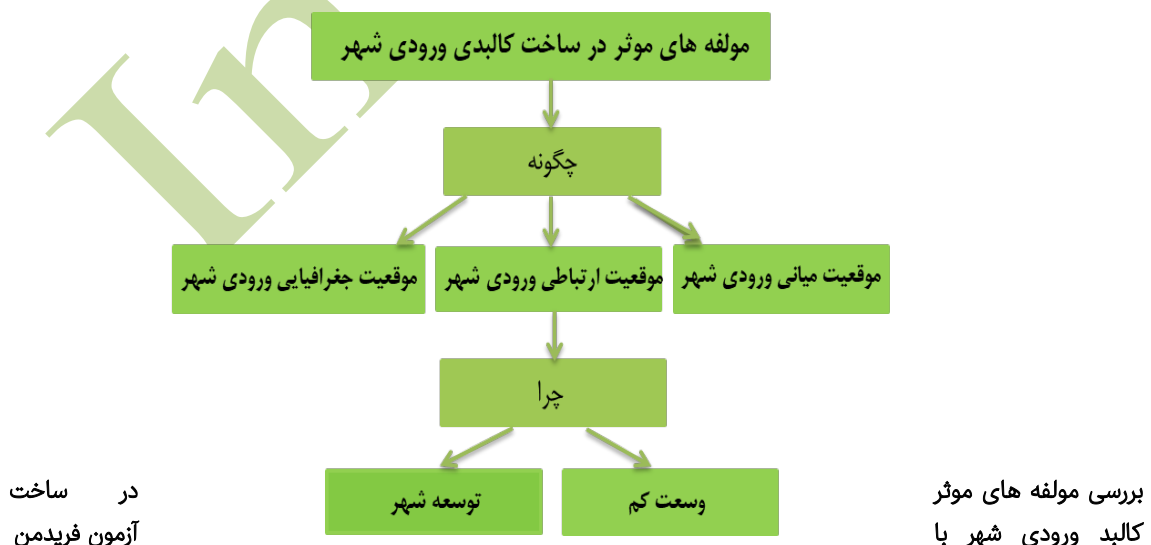 In
مولفه های موثر در ساخت کالبدی ورودی شهر
چگونه
موقعیت میانی ورودی شهر
موقعیت ارتباطی ورودی شهر
موقعیت جغرافیایی ورودی شهر
چرا
وسعت کم
توسعه شهر
بررسی مولفه های موثر در ساخت
کالبد ورودی شهر با آزمون فریدمن